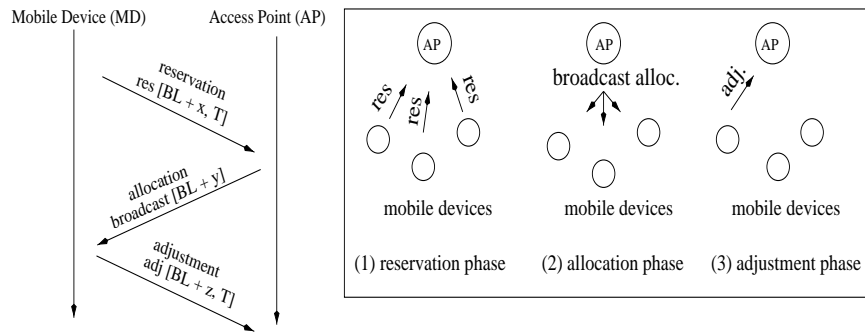 Mobile Device (MD)
Access Point (AP)
reservation
res [BL + x, T]
allocation
broadcast [BL + y]
adjustment
adj [BL + z, T]
AP
res
res
res
mobile devices
(1) reservation phase
AP
broadcast alloc.
mobile devices
(2) allocation phase
AP
adj.
mobile devices
(3) adjustment phase